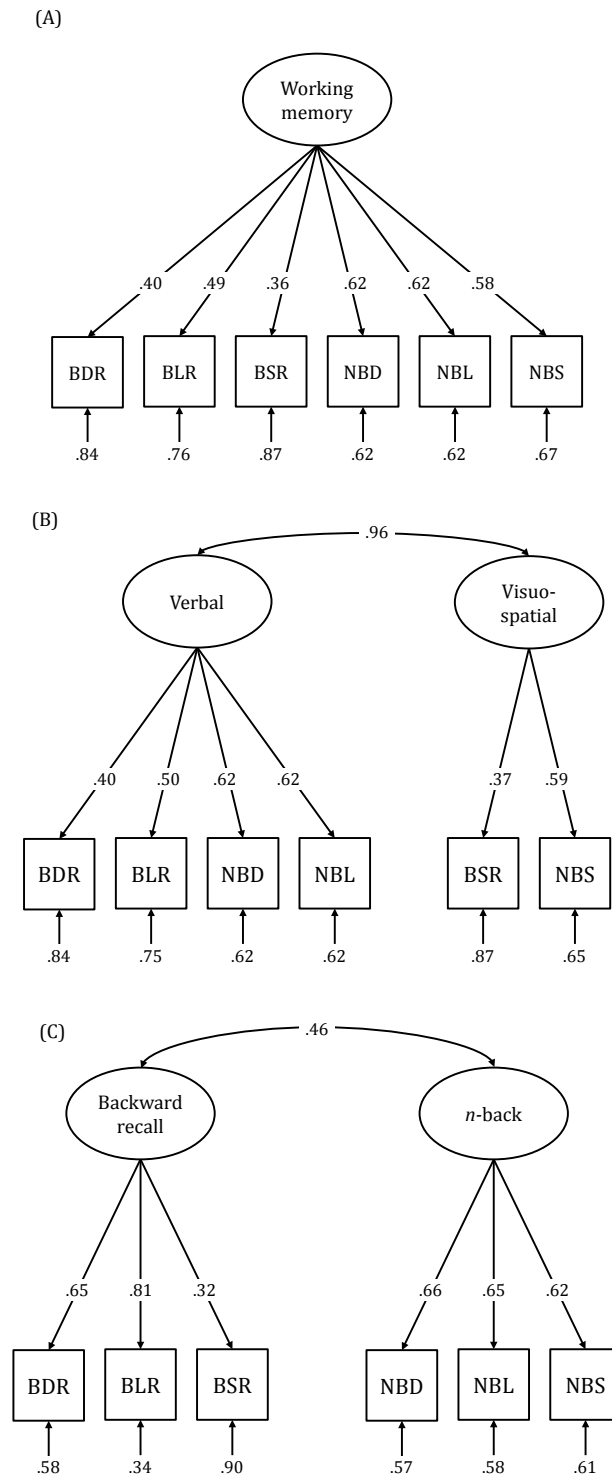 (A)
Working
memory
.40 .49 .36 .62 .62 .58
BDR BLR BSR NBD NBL NBS
.84 .76 .87 .62 .62 .67
(B)
.96
Verbal
Visuo-
spatial
.40 .50 .62 .62 .37 .59
BDR BLR NBD NBL BSR NBS
.84 .75 .62 .62 .87 .65
(C)
.46
Backward
recall
n-back
.65 .81 .32 .66 .65 .62
BDR BLR BSR NBD NBL NBS
.58 .34 .90 .57 .58 .61